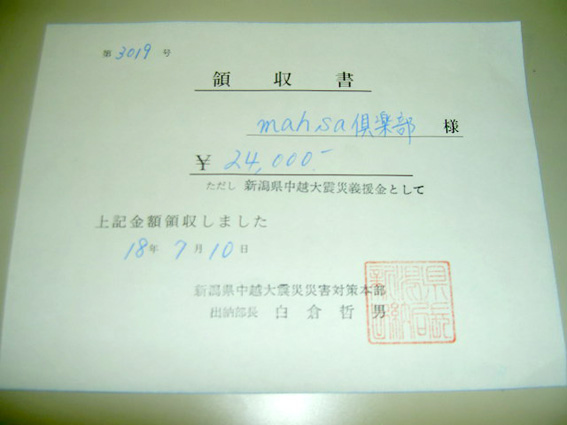 第3019号
領収書
mahsa倶楽部 様
¥ 24,000.-
ただし 新潟県中越大震災義援金として
上記金額領収しました
18年 7月10日
新潟県中越大震災災害対策本部
出納部長 白倉哲男